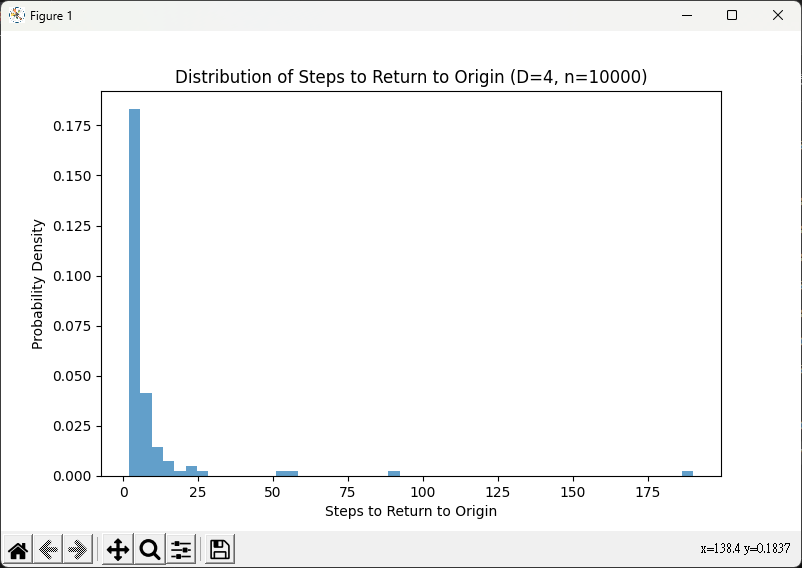 Figure 1
Distribution of Steps to Return to Origin (D=4, n=10000)
0.175
0.150
0.125
0.100
0.075
0.050
0.025
0.000
Probability Density
0 25 50 75 100 125 150 175
Steps to Return to Origin
x=138.4 y=0.1837